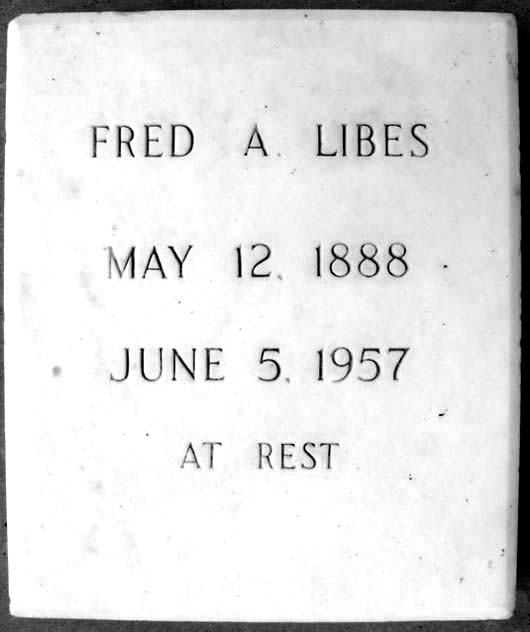 FRED A. LIBES
MAY 12, 1888
JUNE 5, 1957
AT REST